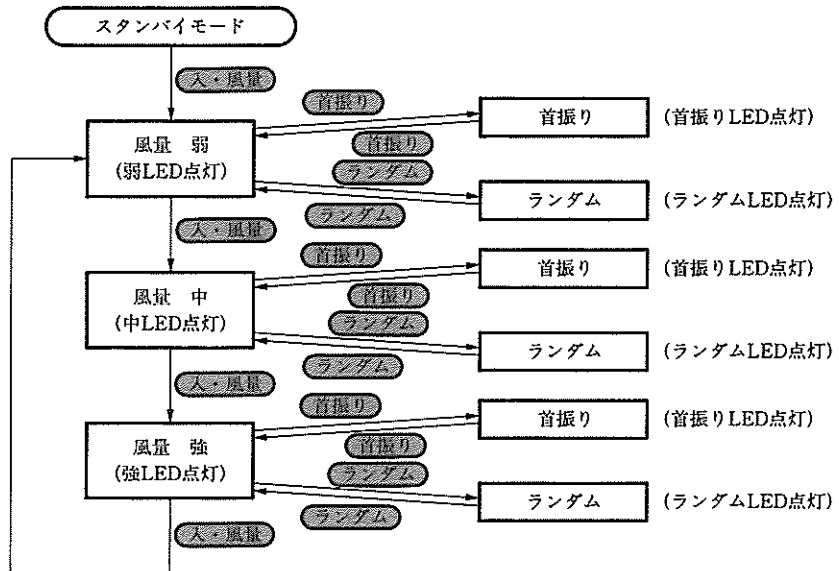 スタンバイモード
入・風量
首振り
首振り
(首振りLED点灯)
風量 弱
(弱LED点灯)
首振り
ランダム
ランダム
(ランダムLED点灯)
ランダム
入・風量
首振り
首振り
(首振りLED点灯)
風量 中
(中LED点灯)
首振り
ランダム
ランダム
(ランダムLED点灯)
ランダム
入・風量
首振り
首振り
(首振りLED点灯)
風量 強
(強LED点灯)
首振り
ランダム
ランダム
(ランダムLED点灯)
ランダム
入・風量